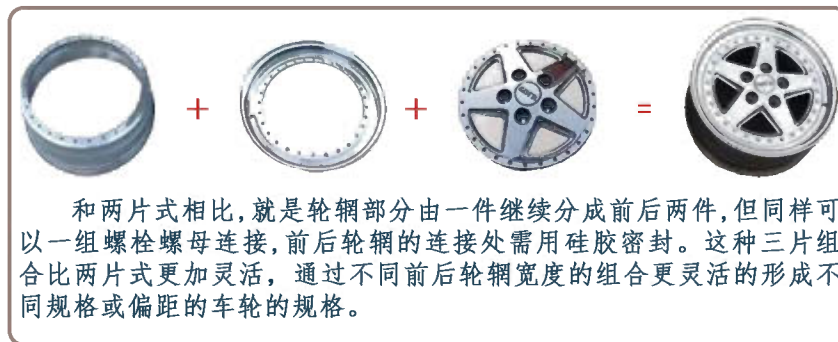 + + =
和两片式相比,就是轮辋部分由一件继续分成前后两件,但同样可
以一组螺栓螺母连接,前后轮辋的连接处需用硅胶密封。这种三片组
合比两片式更加灵活，通过不同前后轮辋宽度的组合更灵活的形成不
同规格或偏距的车轮的规格。